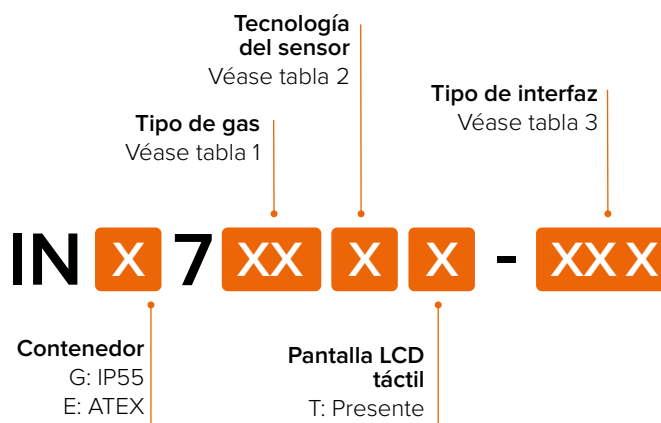 Tecnología
del sensor
Véase tabla 2
Tipo de interfaz
Véase tabla 3
Tipo de gas
Véase tabla 1
IN X 7 XX X X - XX X
Contenedor
G: IP55
E: ATEX
Pantalla LCD
táctil
T: Presente